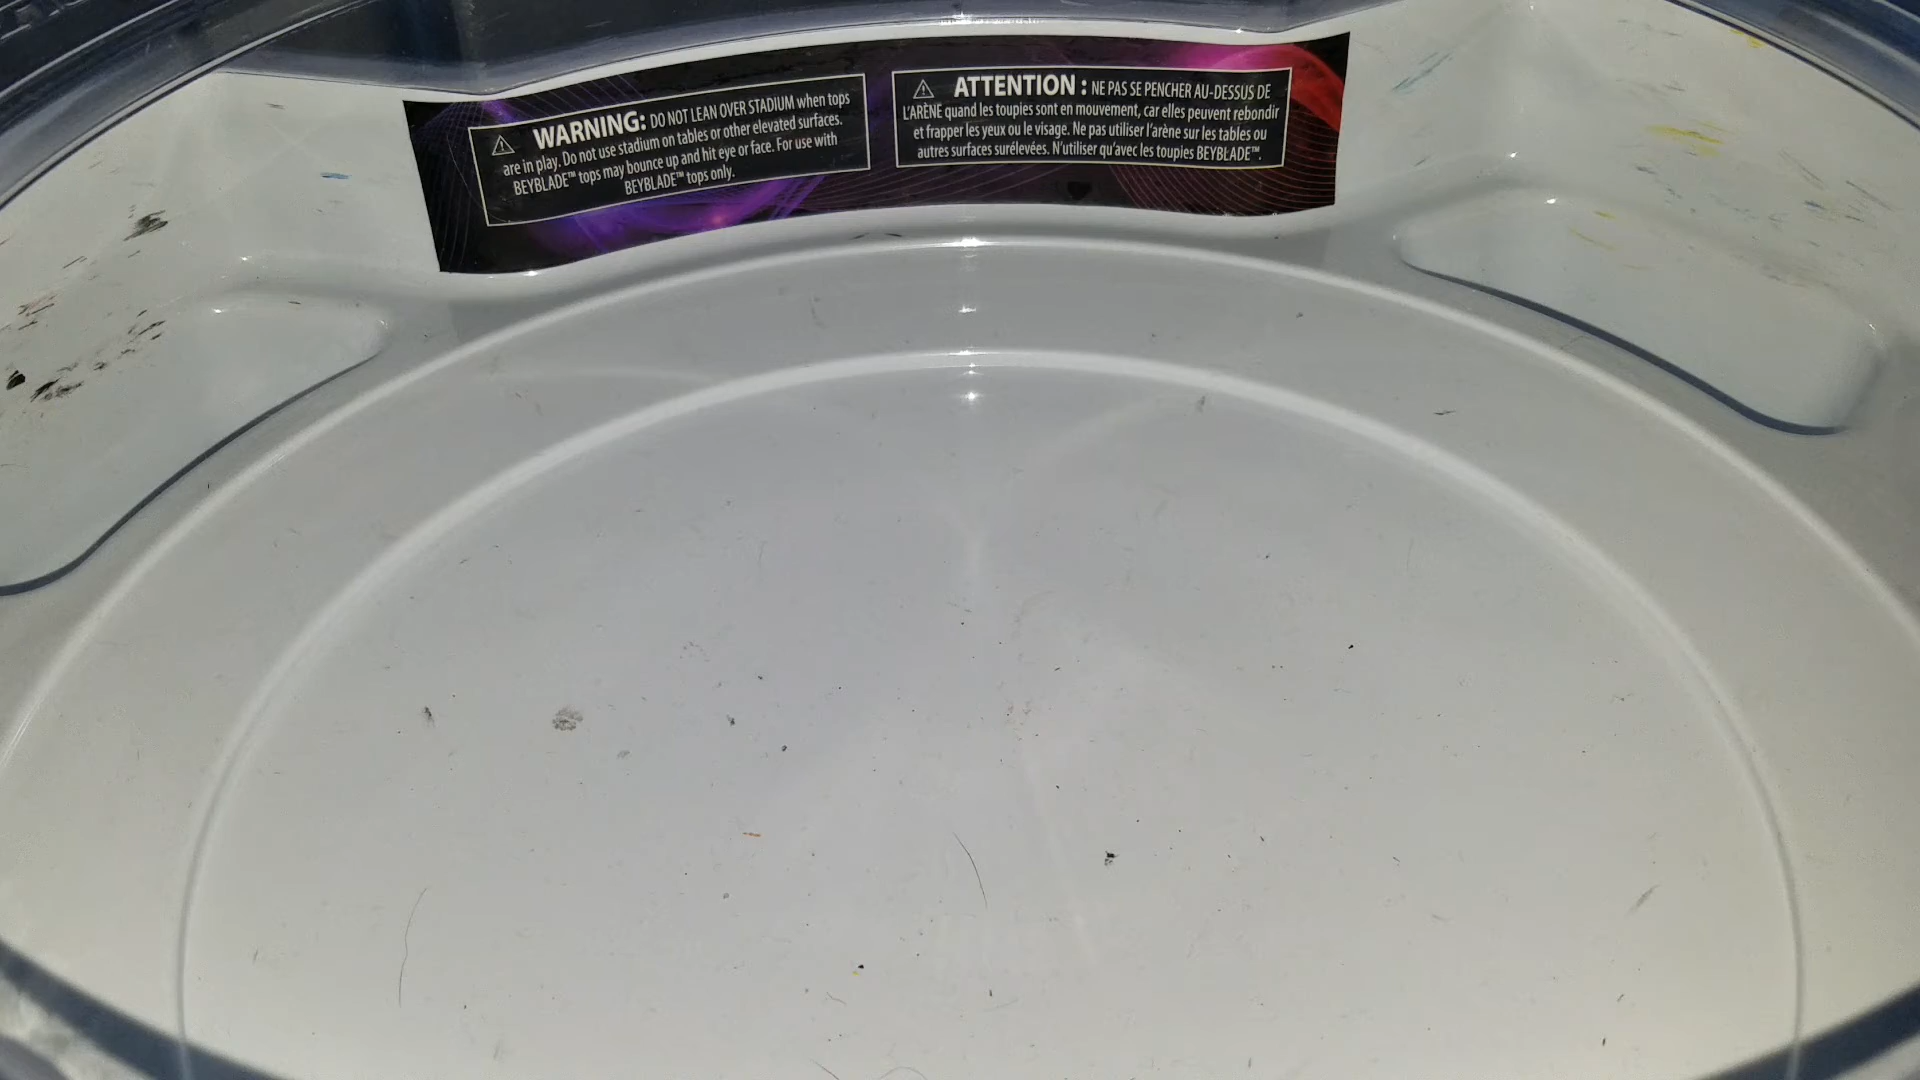 WARNING: DO NOT LEAN OVER STADIUM when tops
are in play. Do not use stadium on tables or other elevated surfaces.
BEYBLADE™ tops may bounce up and hit eye or face. For use with
BEYBLADE™ tops only.
ATTENTION : NE PAS SE PENCHER AU-DESSUS DE
L'ARÈNE quand les toupies sont en mouvement, car elles peuvent rebondir
et frapper les yeux ou le visage. Ne pas utiliser l'arène sur les tables ou
autres surfaces surélevées. N'utiliser qu'avec les toupies BEYBLADE™.